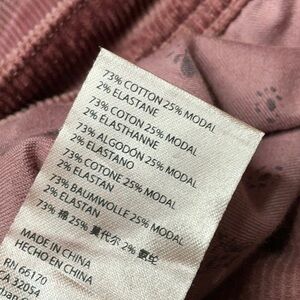 73% COTTON 25% MODAL
2% ELASTANE
73% COTON 25% MODAL
2% ELASTHANNE
73% ALGODÓN 25% MODAL
2% ELASTANO
73% COTONE 25% MODAL
2% ELASTAN
73% BAUMWOLLE 25% MODAL
2% ELASTAN
73% 棉 25% 莫代尔 2%
MADE IN CHINA
HECHO EN CHINA
RN 66170
CA 32054